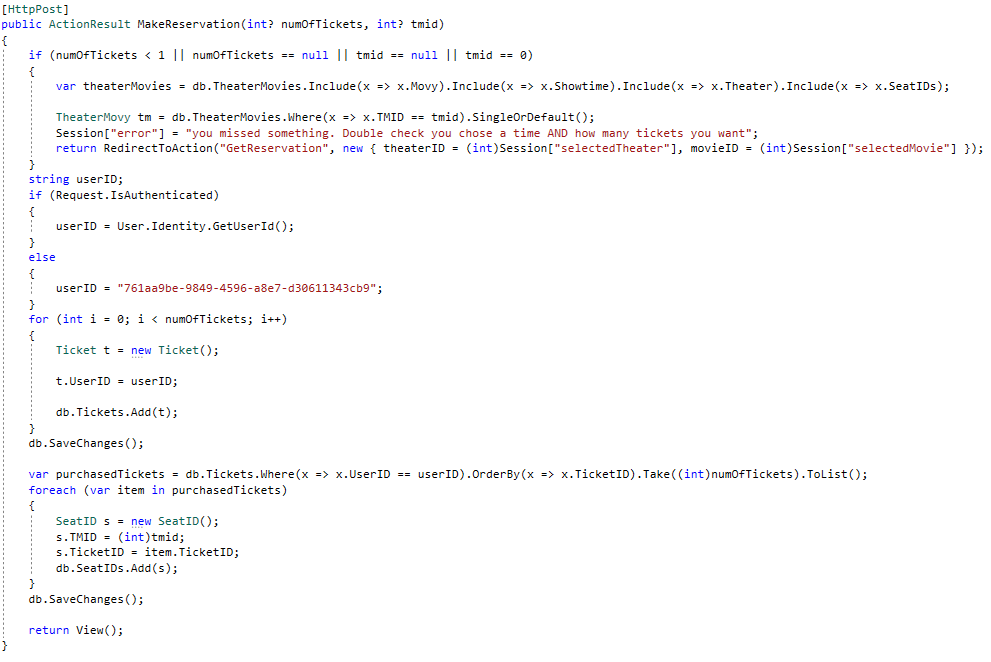 [HttpPost]
public ActionResult MakeReservation(int? numOfTickets, int? tmid)
{
    if (numOfTickets < 1 || numOfTickets == null || tmid == null || tmid == 0)
    {
        var theaterMovies = db.TheaterMovies.Include(x => x.Movy).Include(x => x.Showtime).Include(x => x.Theater).Include(x => x.SeatIDs);
        TheaterMovy tm = db.TheaterMovies.Where(x => x.TMID == tmid).SingleOrDefault();
        Session["error"] = "you missed something. Double check you chose a time AND how many tickets you want";
        return RedirectToAction("GetReservation", new { theaterID = (int)Session["selectedTheater"], movieID = (int)Session["selectedMovie"] });
    }
    string userID;
    if (Request.IsAuthenticated)
    {
        userID = User.Identity.GetUserId();
    }
    else
    {
        userID = "761aa9be-9849-4596-a8e7-d30611343cb9";
    }
    for (int i = 0; i < numOfTickets; i++)
    {
        Ticket t = new Ticket();
        t.UserID = userID;
        db.Tickets.Add(t);
    }
    db.SaveChanges();
    var purchasedTickets = db.Tickets.Where(x => x.UserID == userID).OrderBy(x => x.TicketID).Take((int)numOfTickets).ToList();
    foreach (var item in purchasedTickets)
    {
        SeatID s = new SeatID();
        s.TMID = (int)tmid;
        s.TicketID = item.TicketID;
        db.SeatIDs.Add(s);
    }
    db.SaveChanges();
    return View();
}